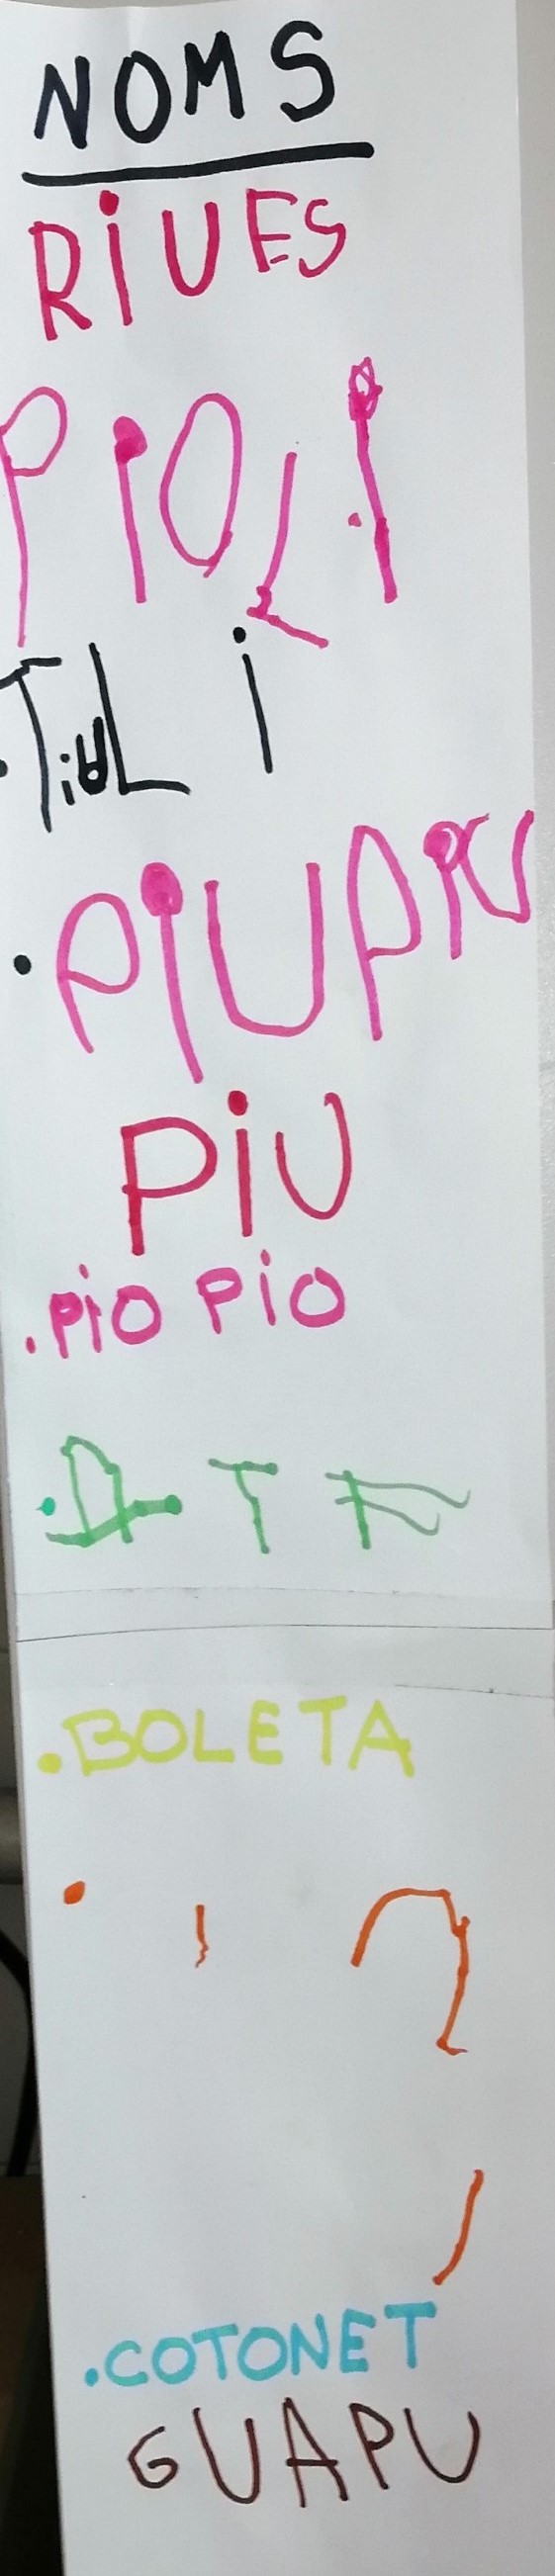 NOMS
RIUES
PIOLI
.TiuL i
.PIUPIU
PIU
.PIO PIO
.BOLETA
.COTONET
GUAPU